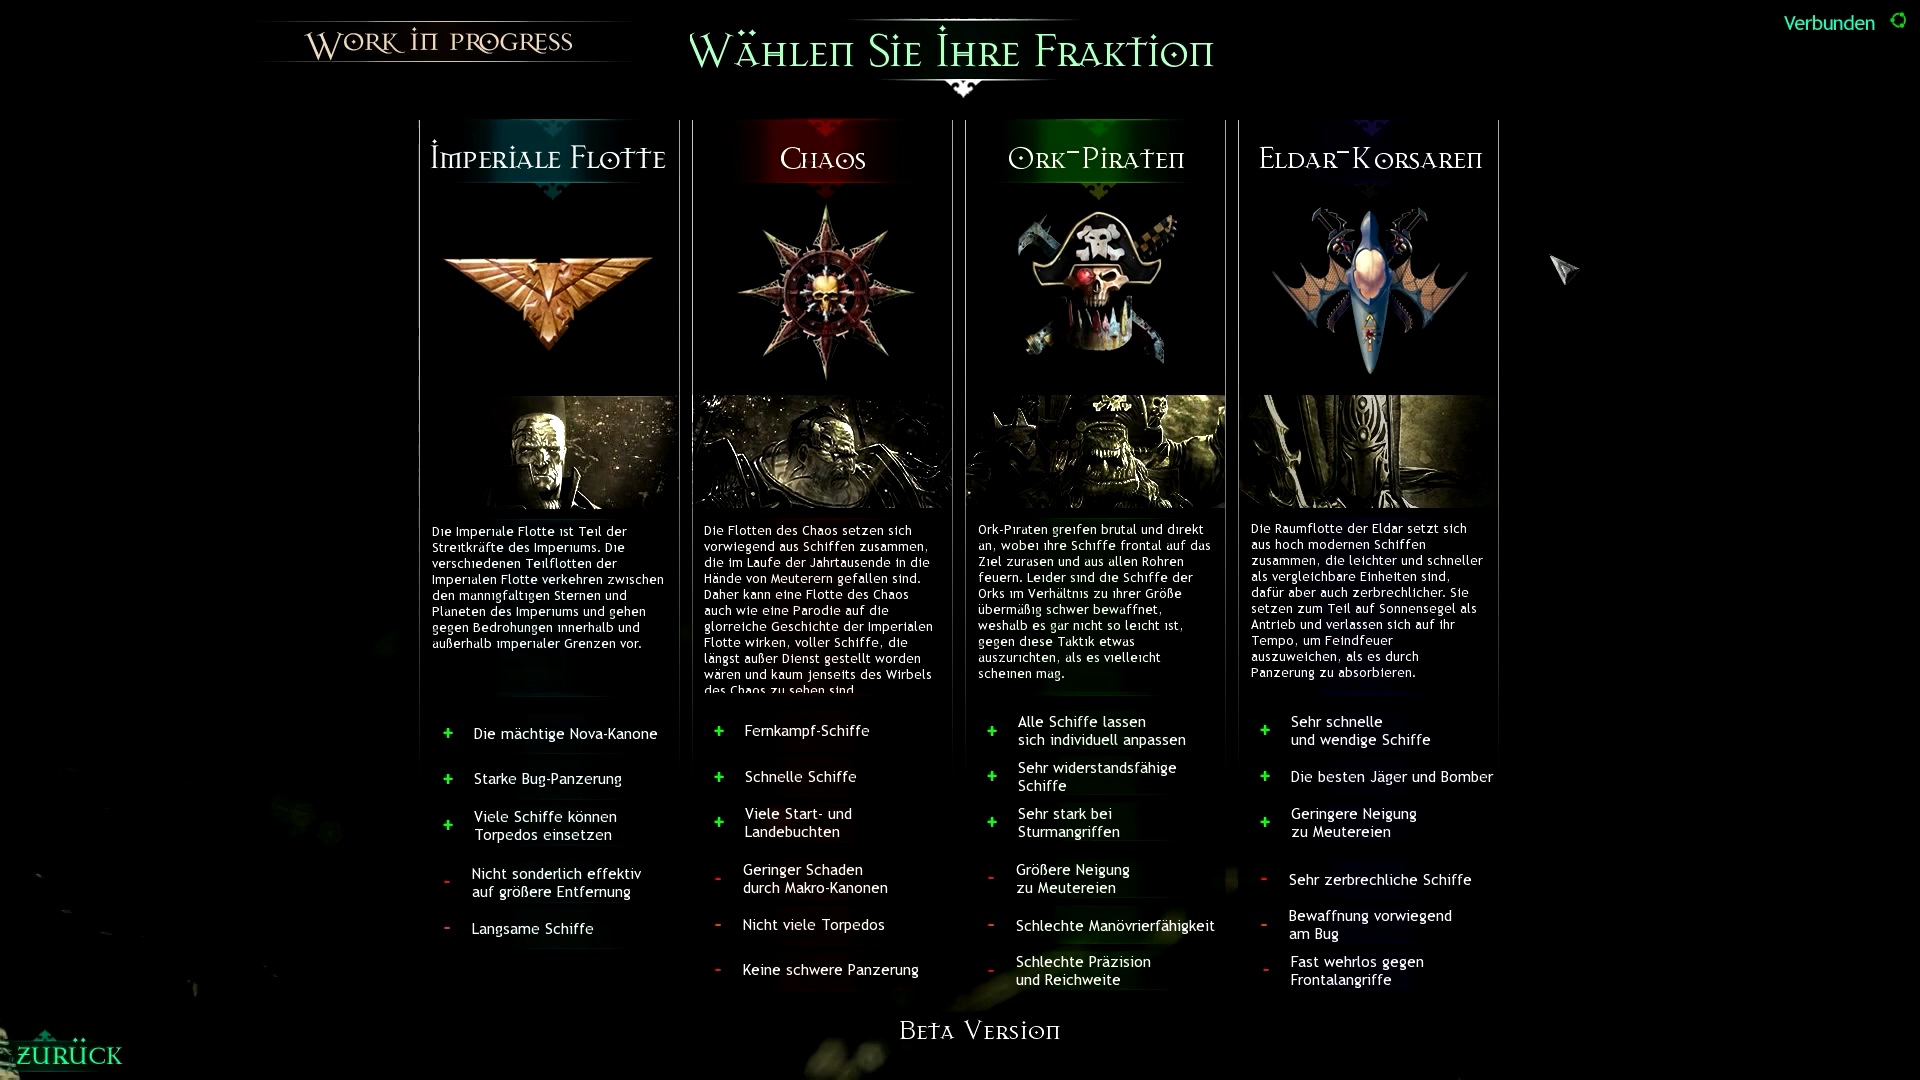 Work in progress
Wählen Sie Ihre Fraktion
Verbunden
Imperiale Flotte
Die Imperiale Flotte ist Teil der
Streitkräfte des Imperiums. Die
verschiedenen Teilflotten der
Imperialen Flotte verkehren zwischen
den mannigfaltigen Sternen und
Planeten des Imperiums und gehen
gegen Bedrohungen innerhalb und
außerhalb imperialer Grenzen vor.
+ Die mächtige Nova-Kanone
+ Starke Bug-Panzerung
+ Viele Schiffe können
Torpedos einsetzen
- Nicht sonderlich effektiv
auf größere Entfernung
- Langsame Schiffe
Chaos
Die Flotten des Chaos setzen sich
vorwiegend aus Schiffen zusammen,
die im Laufe der Jahrtausende in die
Hände von Meuterern gefallen sind.
Daher kann eine Flotte des Chaos
auch wie eine Parodie auf die
glorreiche Geschichte der Imperialen
Flotte wirken, voller Schiffe, die
längst außer Dienst gestellt worden
wären und kaum jenseits des Wirbels
des Chaos zu sehen sind
+ Fernkampf-Schiffe
+ Schnelle Schiffe
+ Viele Start- und
Landebuchten
- Geringer Schaden
durch Makro-Kanonen
- Nicht viele Torpedos
- Keine schwere Panzerung
Ork-Piraten
Ork-Piraten greifen brutal und direkt
an, wobei ihre Schiffe frontal auf das
Ziel zurasen und aus allen Rohren
feuern. Leider sind die Schiffe der
Orks im Verhältnis zu ihrer Größe
übermäßig schwer bewaffnet,
weshalb es gar nicht so leicht ist,
gegen diese Taktik etwas
auszurichten, als es vielleicht
scheinen mag.
+ Alle Schiffe lassen
sich individuell anpassen
+ Sehr widerstandsfähige
Schiffe
+ Sehr stark bei
Sturmangriffen
- Größere Neigung
zu Meutereien
- Schlechte Manövrierfähigkeit
- Schlechte Präzision
und Reichweite
Eldar-Korsaren
Die Raumflotte der Eldar setzt sich
aus hoch modernen Schiffen
zusammen, die leichter und schneller
als vergleichbare Einheiten sind,
dafür aber auch zerbrechlicher. Sie
setzen zum Teil auf Sonnensegel als
Antrieb und verlassen sich auf ihr
Tempo, um Feindfeuer
auszuweichen, als es durch
Panzerung zu absorbieren.
+ Sehr schnelle
und wendige Schiffe
+ Die besten Jäger und Bomber
+ Geringere Neigung
zu Meutereien
- Sehr zerbrechliche Schiffe
- Bewaffnung vorwiegend
am Bug
- Fast wehrlos gegen
Frontalangriffe
Beta Version
zurück